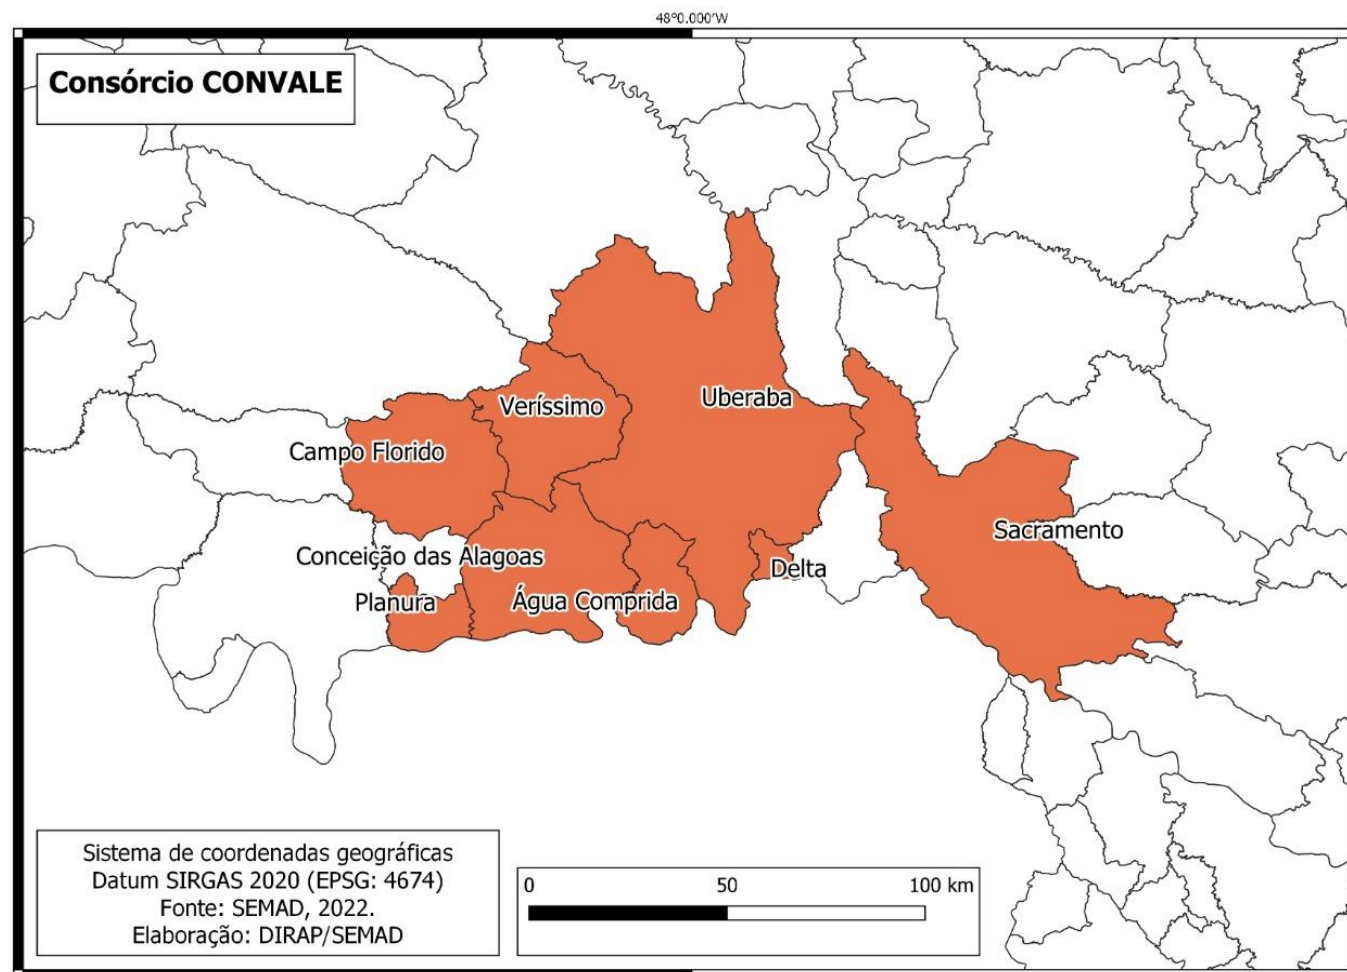 48°0.000'W
Consórcio CONVALE
Uberaba
Veríssimo
Campo Florido
Sacramento
Conceição das Alagoas
Delta
Planura
Água Comprida
Sistema de coordenadas geográficas
Datum SIRGAS 2020 (EPSG: 4674)
Fonte: SEMAD, 2022.
Elaboração: DIRAP/SEMAD
0 50 100 km